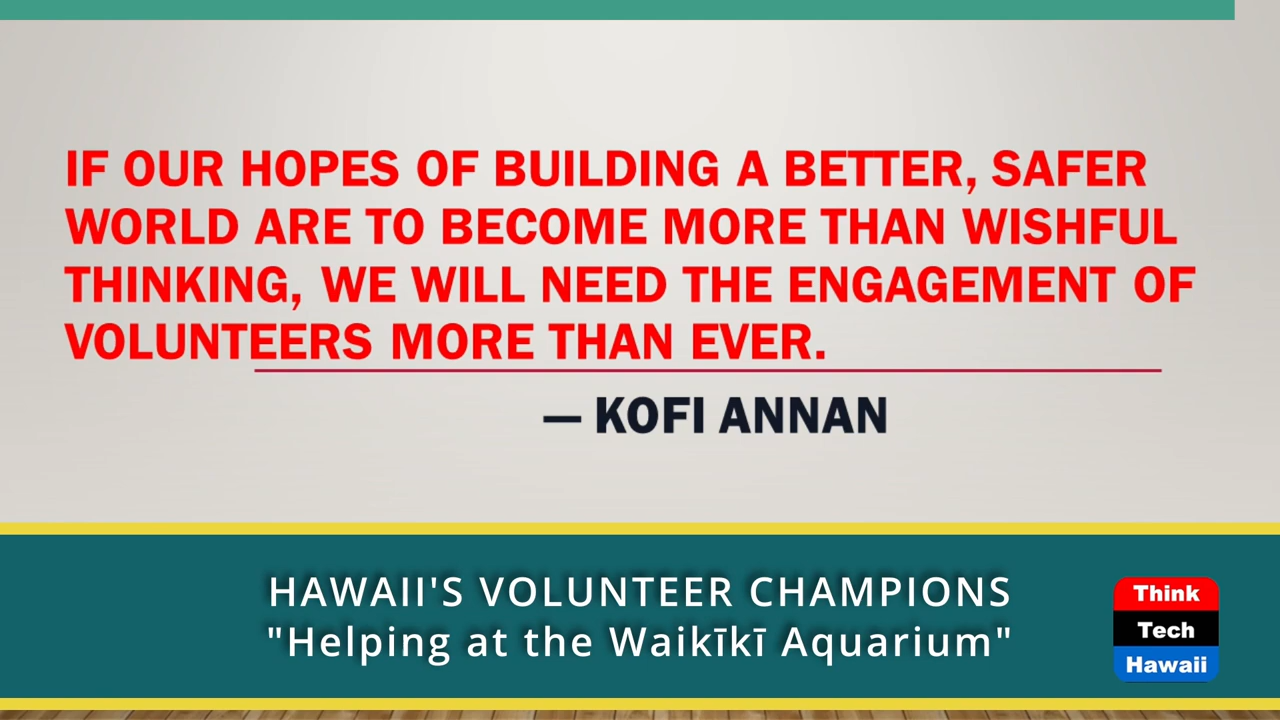 IF OUR HOPES OF BUILDING A BETTER, SAFER
WORLD ARE TO BECOME MORE THAN WISHFUL
THINKING, WE WILL NEED THE ENGAGEMENT OF
VOLUNTEERS MORE THAN EVER.
— KOFI ANNAN
HAWAII'S VOLUNTEER CHAMPIONS
"Helping at the Waikīkī Aquarium"
Think
Tech
Hawaii